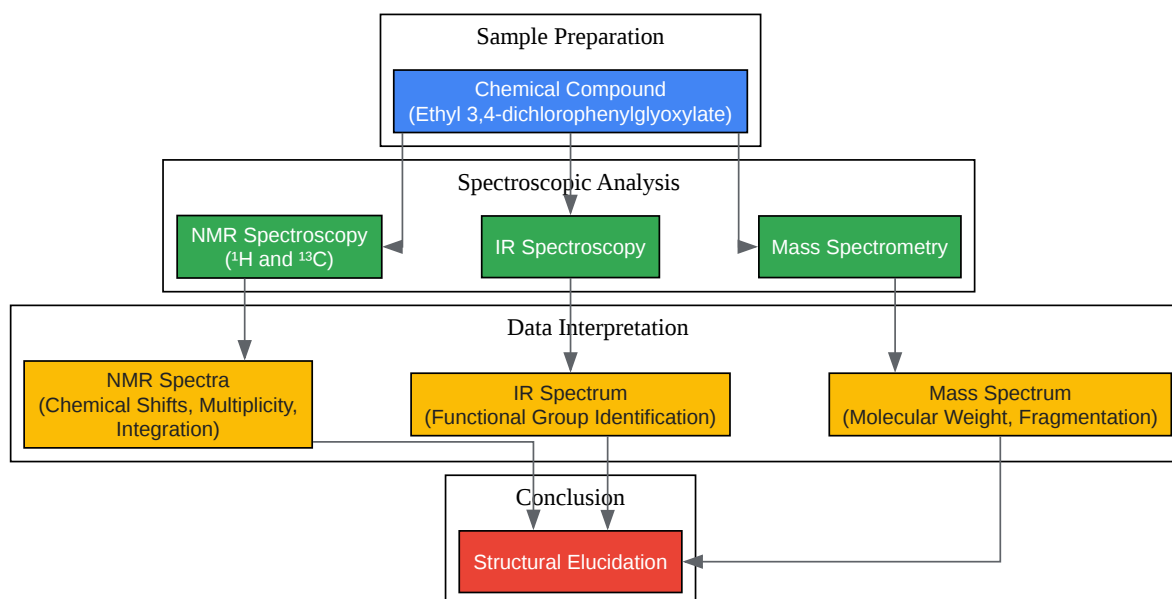 Sample Preparation
Chemical Compound
(Ethyl 3,4-dichlorophenylglyoxylate)
Spectroscopic Analysis
NMR Spectroscopy
(¹H and ¹³C)
IR Spectroscopy
Mass Spectrometry
Data Interpretation
NMR Spectra
(Chemical Shifts, Multiplicity,
Integration)
IR Spectrum
(Functional Group Identification)
Mass Spectrum
(Molecular Weight, Fragmentation)
Conclusion
Structural Elucidation